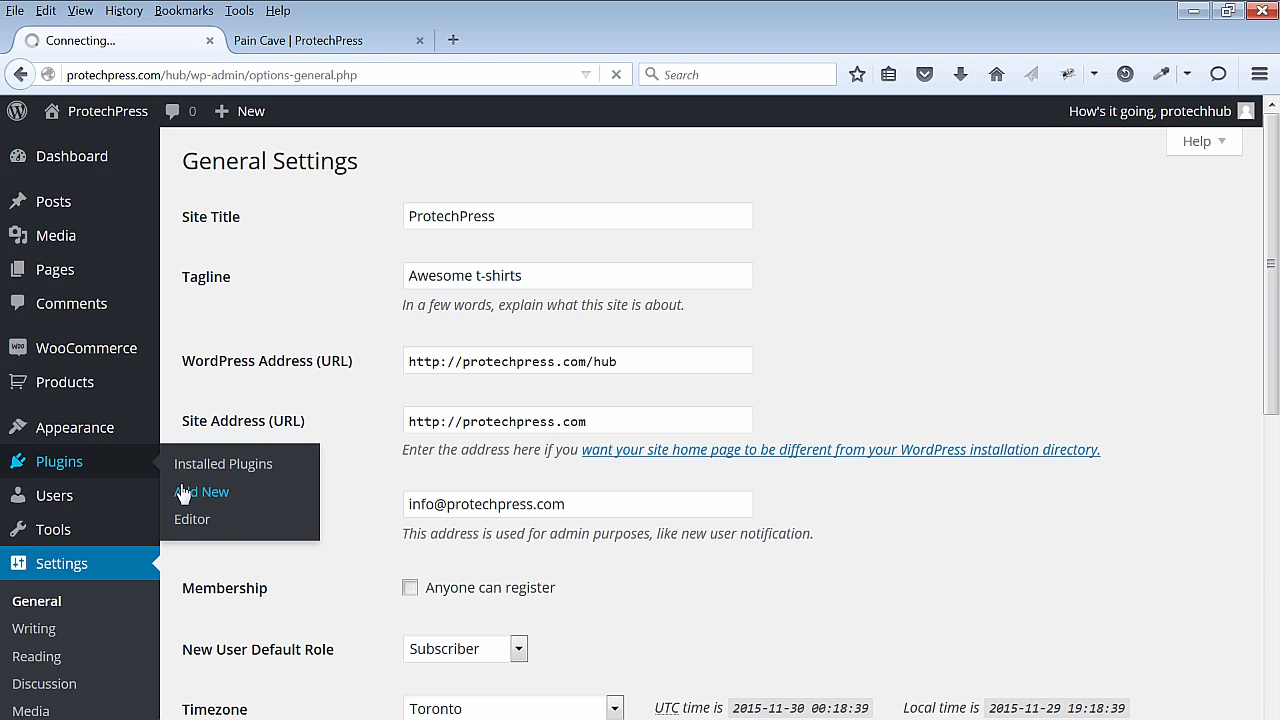 File Edit View History Bookmarks Tools Help
Connecting... Pain Cave | ProtechPress
protechpress.com/hub/wp-admin/options-general.php Search
ProtechPress 0 New How's it going, protechhub
Help
Dashboard
Posts
Media
Pages
Comments
WooCommerce
Products
Appearance
Plugins
Installed Plugins
Add New
Editor
Users
Tools
Settings
General
Writing
Reading
Discussion
Media
General Settings
Site Title ProtechPress
Tagline Awesome t-shirts
In a few words, explain what this site is about.
WordPress Address (URL) http://protechpress.com/hub
Site Address (URL) http://protechpress.com
Enter the address here if you want your site home page to be different from your WordPress installation directory.
info@protechpress.com
This address is used for admin purposes, like new user notification.
Membership Anyone can register
New User Default Role Subscriber
Timezone Toronto UTC time is 2015-11-30 00:18:39 Local time is 2015-11-29 19:18:39